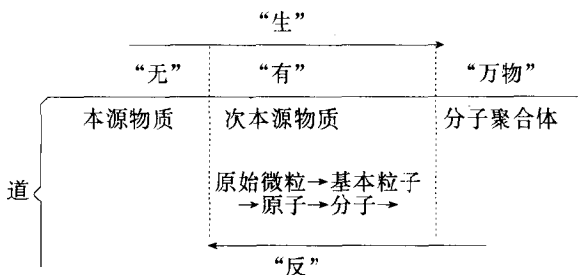 “生”
“无” “有” “万物”
本源物质 次本源物质 分子聚合体
道
原始微粒→基本粒子
→原子→分子→
“反”